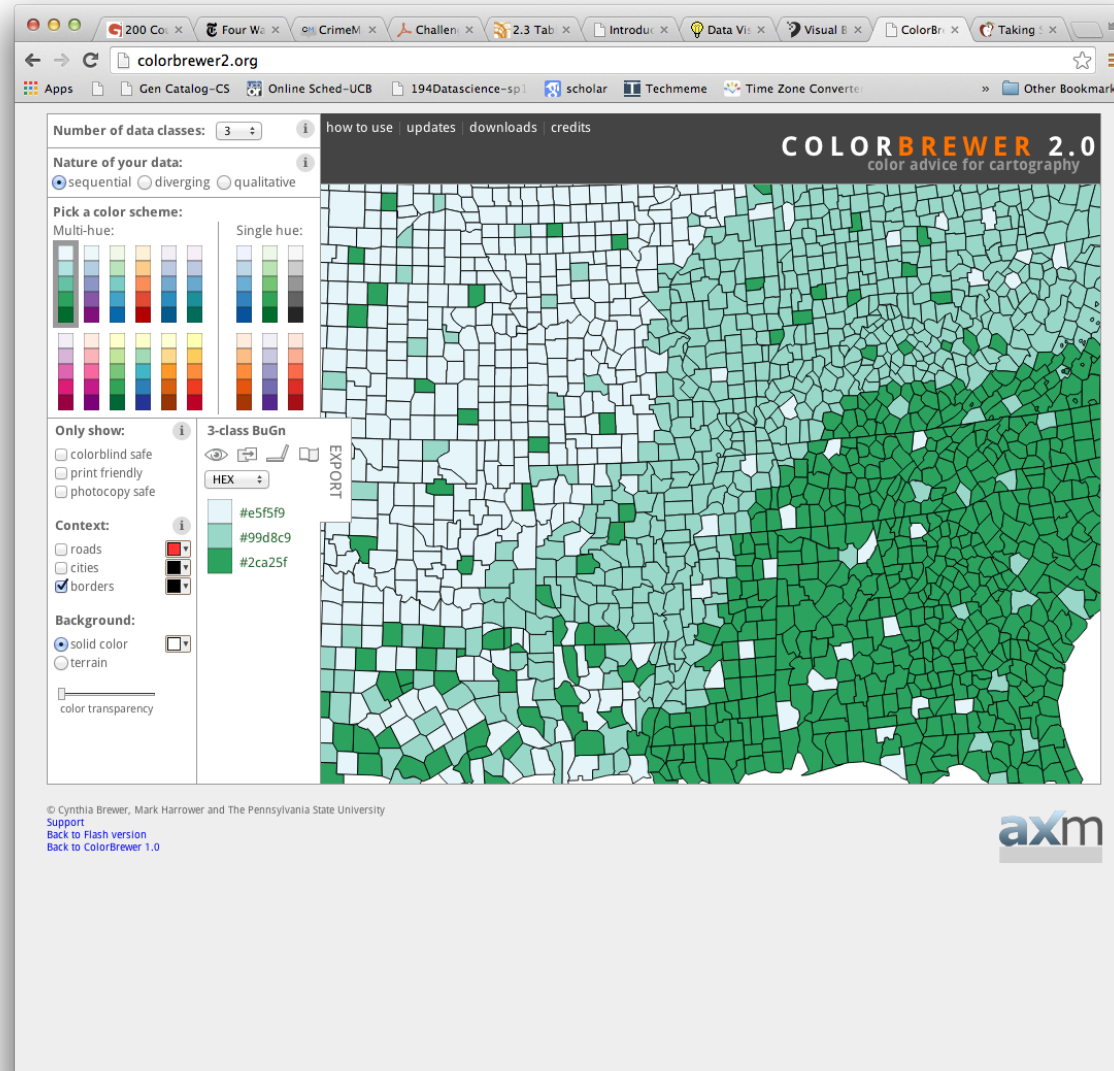 200 Co
Four Wa
CrimeM
Challen
2.3 Tab
Introduc
Data Vis
Visual B
ColorBr
Taking
colorbrewer2.org
Apps
Gen Catalog-CS
Online Sched-UCB
194Datascience-sp1
scholar
Techmeme
Time Zone Converte
»
Other Bookmark
Number of data classes: 3
how to use | updates | downloads | credits
COLORBREWER 2.0
color advice for cartography
Nature of your data:
sequential diverging qualitative
Pick a color scheme:
Multi-hue: Single hue:
Only show:
colorblind safe
print friendly
photocopy safe
Context:
roads
cities
borders
Background:
solid color
terrain
color transparency
3-class BuGn
EXPORT
HEX
#e5f5f9
#99d8c9
#2ca25f
© Cynthia Brewer, Mark Harrower and The Pennsylvania State University
Support
Back to Flash version
Back to ColorBrewer 1.0
axm